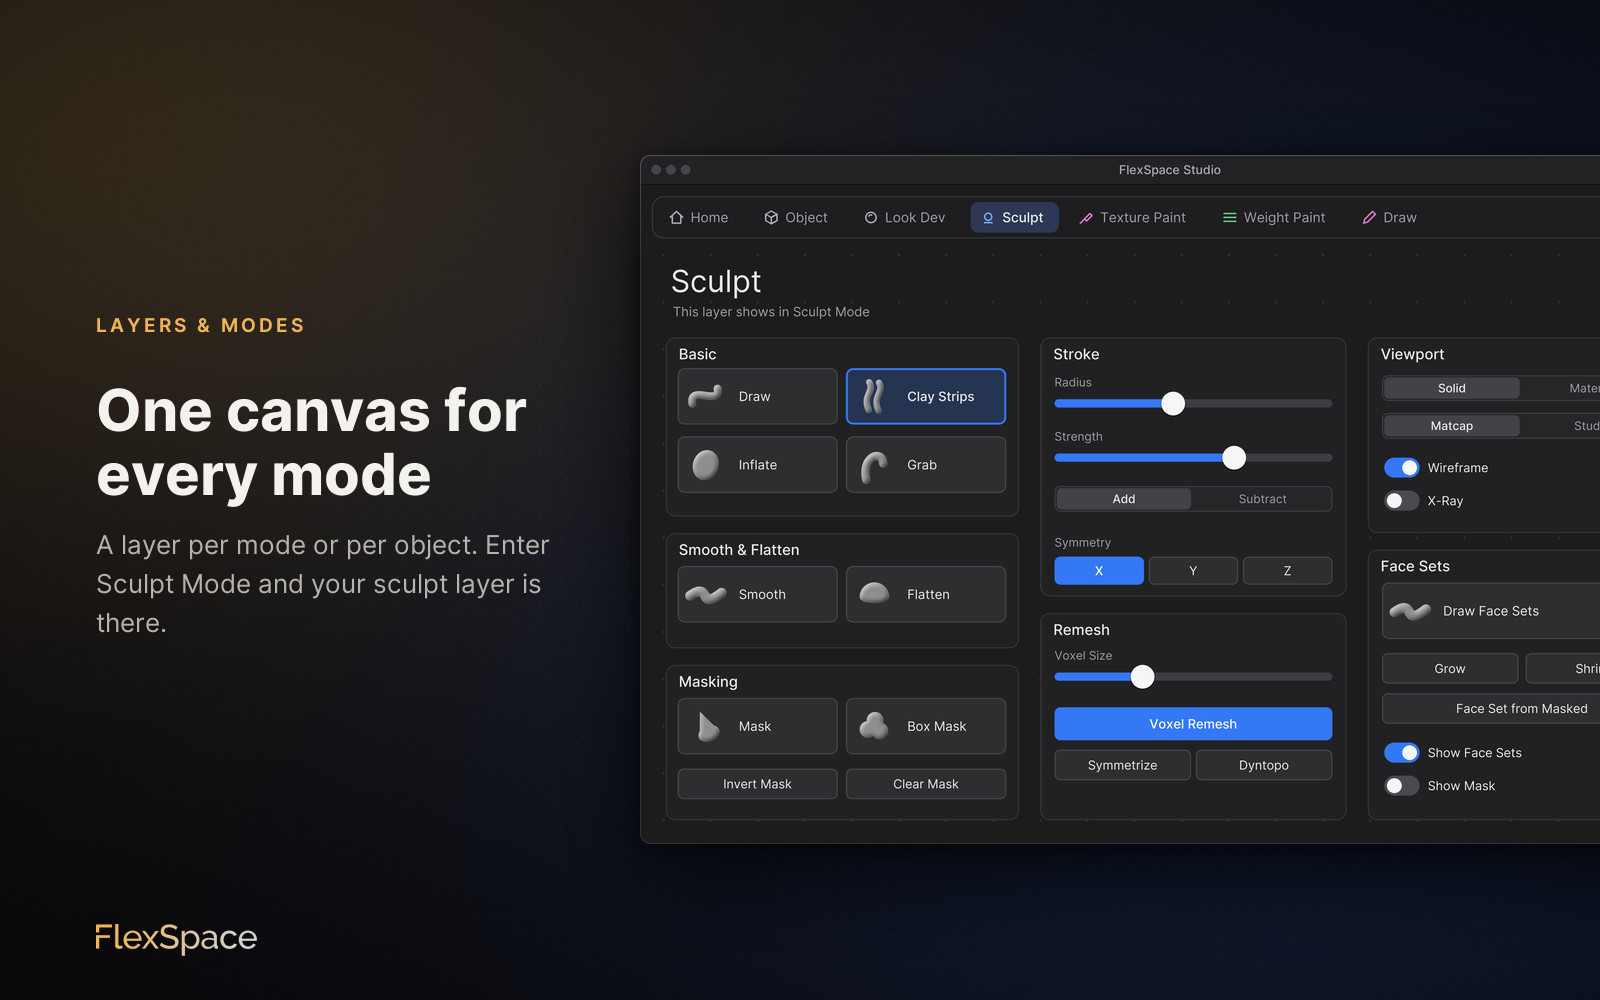 LAYERS & MODES
One canvas for
every mode
A layer per mode or per object. Enter
Sculpt Mode and your sculpt layer is
there.
FlexSpace
FlexSpace Studio
Home
Object
Look Dev
Sculpt
Texture Paint
Weight Paint
Draw
Sculpt
This layer shows in Sculpt Mode
Basic
Draw
Clay Strips
Inflate
Grab
Smooth & Flatten
Smooth
Flatten
Masking
Mask
Box Mask
Invert Mask
Clear Mask
Stroke
Radius
Strength
Add
Subtract
Symmetry
X
Y
Z
Remesh
Voxel Size
Voxel Remesh
Symmetrize
Dyntopo
Viewport
Solid
Mater
Matcap
Stud
Wireframe
X-Ray
Face Sets
Draw Face Sets
Grow
Shri
Face Set from Masked
Show Face Sets
Show Mask